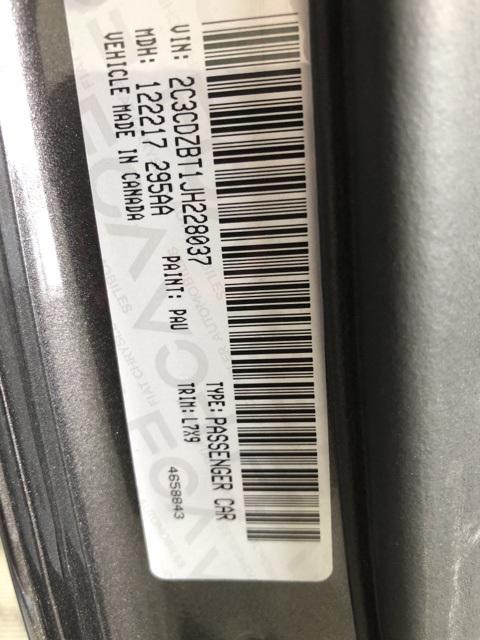 VIN: 2C3CDZBT1JH228037 TYPE: PASSENGER CAR
MDH: 122217 295AA PAINT: PAU TRIM: L7X9
VEHICLE MADE IN CANADA 4658843